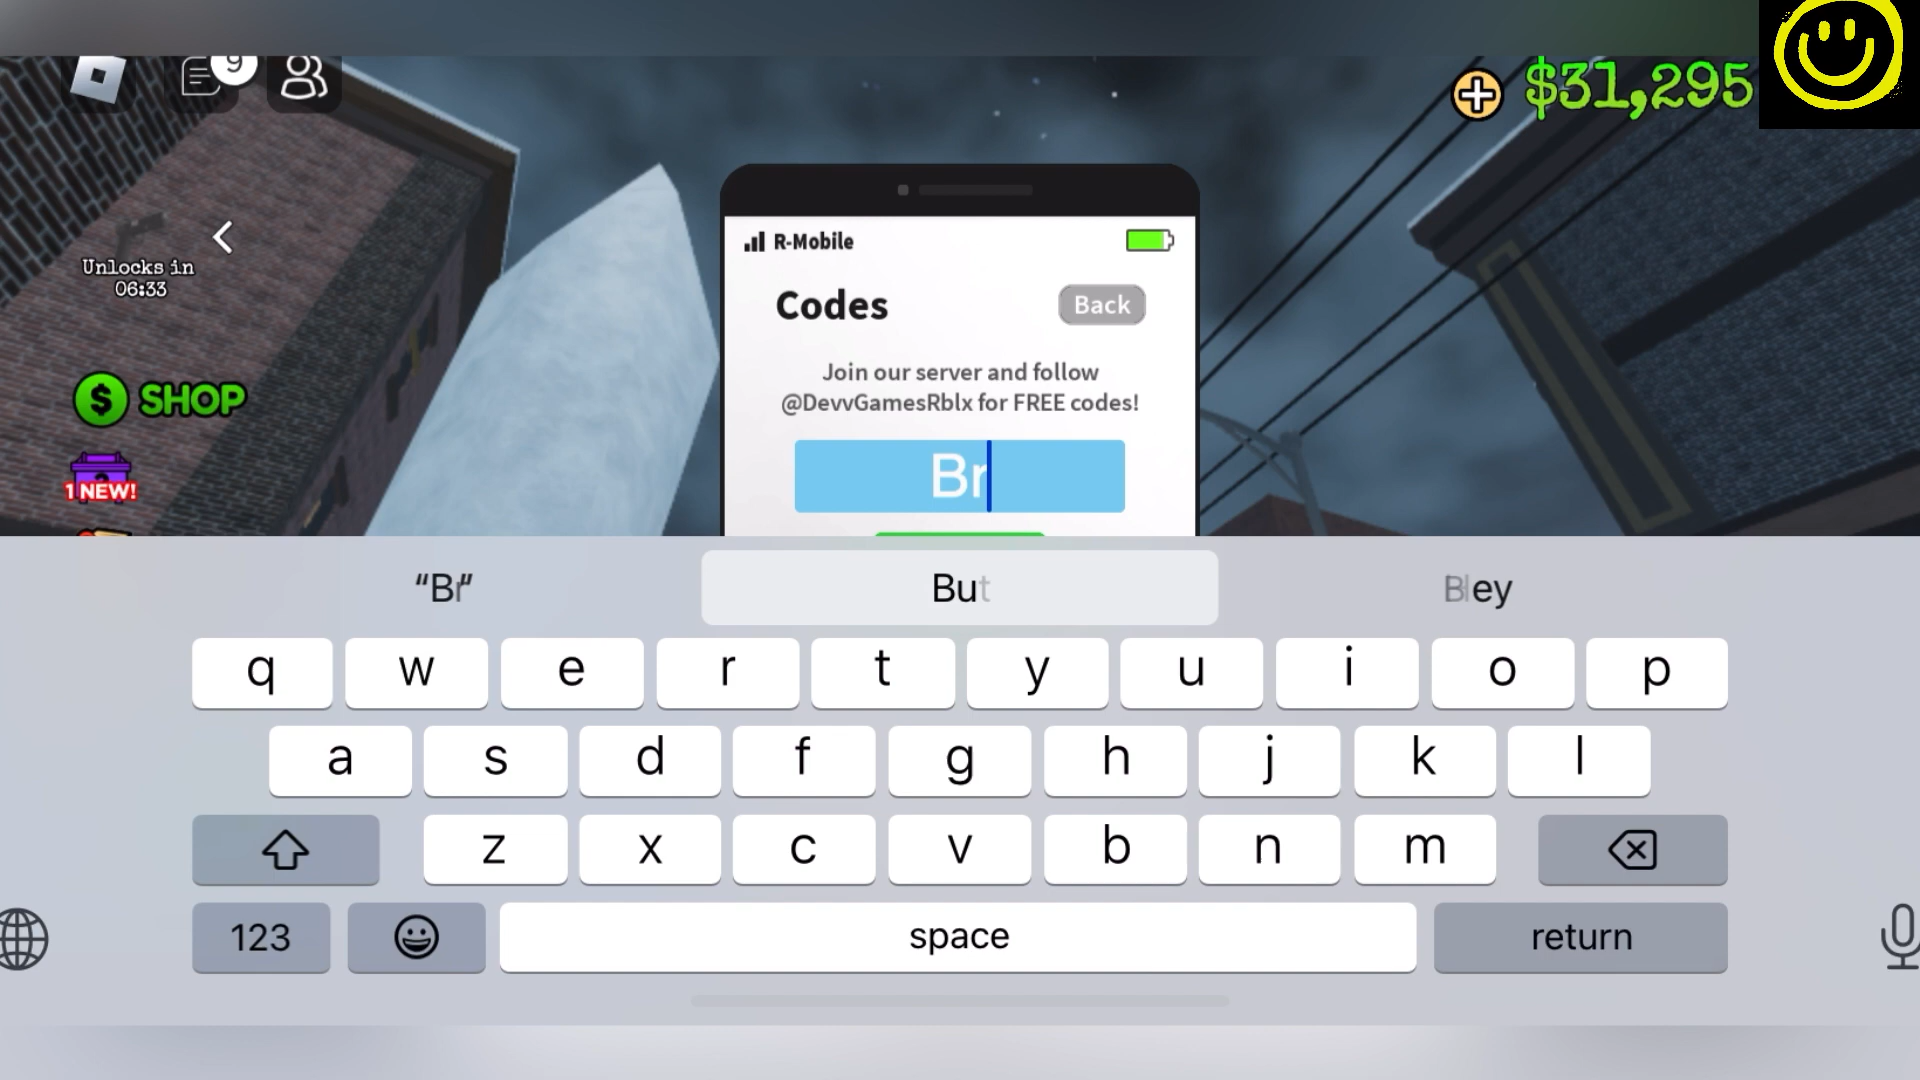 9
$31,295
R-Mobile
Unlocks in
06:33
Codes
Back
Join our server and follow
@DevvGamesRblx for FREE codes!
$ SHOP
Br
1 NEW!
“Br”
But
q w e r t y u i o p
a s d f g h j k l
z x c v b n m
123
space
return